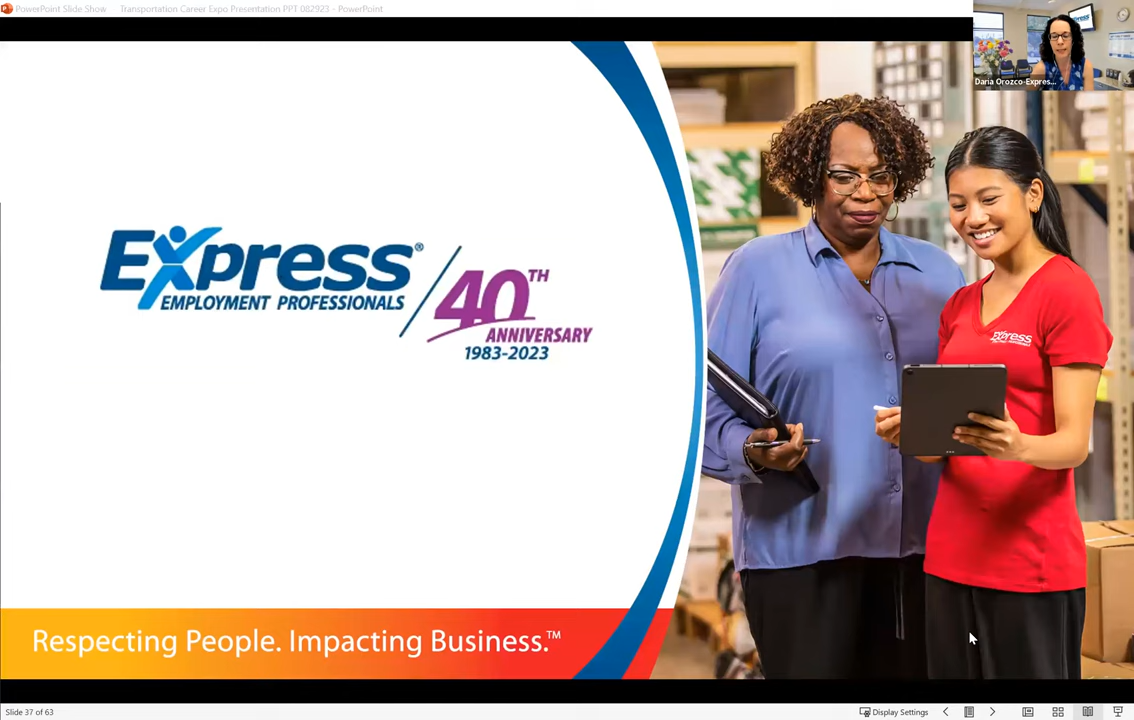 PowerPoint Slide Show
Transportation Career Expo Presentation PPT 082923 - PowerPoint
Daria Orozco-Expres...
Express®
EMPLOYMENT PROFESSIONALS
40TH
ANNIVERSARY
1983-2023
Express
Respecting People. Impacting Business.™
Slide 37 of 63
Display Settings